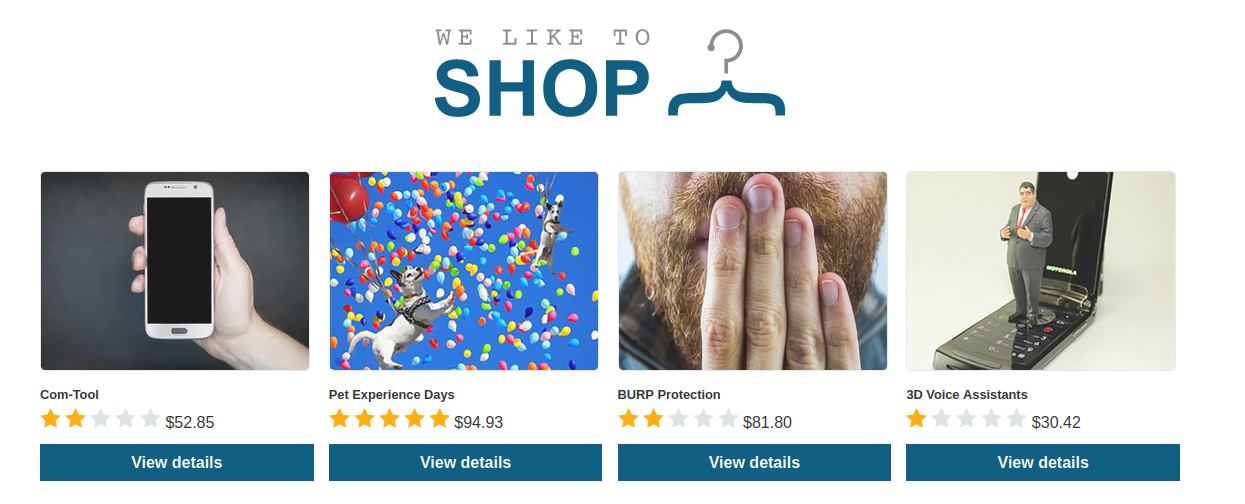 WE LIKE TO
SHOP
MOTOROLA
Com-Tool
$52.85
View details
Pet Experience Days
$94.93
View details
BURP Protection
$81.80
View details
3D Voice Assistants
$30.42
View details